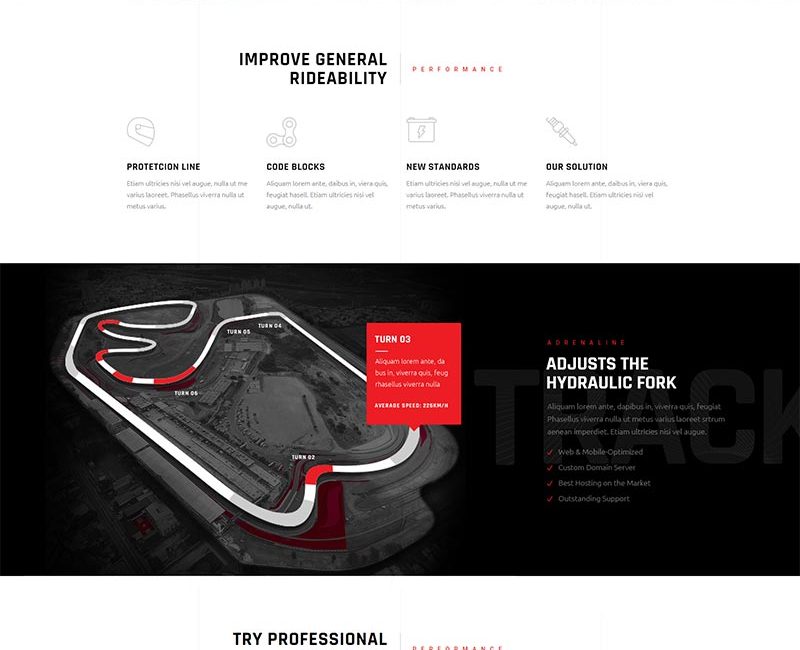 IMPROVE GENERAL
RIDEABILITY
PERFORMANCE
PROTETCION LINE
Etiam ultricies nisi vel augue, nulla ut me
varius laoreet. Phasellus viverra nulla ut
metus varius.
CODE BLOCKS
Aliquam lorem ante, daibus in, viera quis,
feugiat hasell. Etiam ultricies nisi vel
augue, nulla ut.
NEW STANDARDS
Etiam ultricies nisi vel augue, nulla ut me
varius laoreet. Phasellus viverra nulla ut
metus varius.
OUR SOLUTION
Aliquam lorem ante, daibus in, viera quis,
feugiat hasell. Etiam ultricies nisi vel
augue, nulla ut.
TURN 05
TURN 04
TURN 06
TURN 02
TURN 03
Aliquam lorem ante, da
bus in, viverra quis, feug
rhasellus viverra nulla
AVERAGE SPEED: 226KM/H
TRACK
ADRENALINE
ADJUSTS THE
HYDRAULIC FORK
Aliquam lorem ante, dapibus in, viverra quis, feugiat
Phasellus viverra nulla ut metus varius laoreet srtrum
aenean imperdiet. Etiam ultricies nisi vel augue.
Web & Mobile-Optimized
Custom Domain Server
Best Hosting on the Market
Outstanding Support
TRY PROFESSIONAL
PERFORMANCE